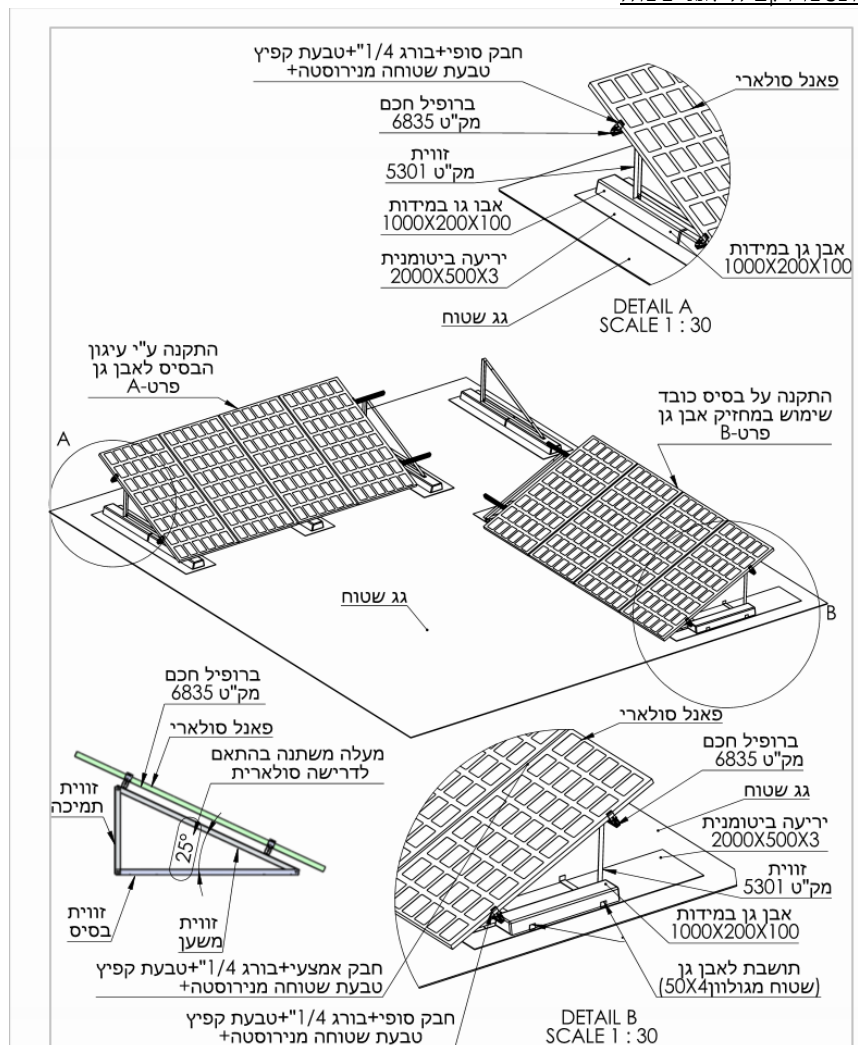 חבק סופי+בורג 1/4"+טבעת קפיץ
+טבעת שטוחה מנירוסטה
פאנל סולארי
ברופיל חכם
מק"ט 6835
זווית
מק"ט 5301
אבו גו במידות
1000X200X100
יריעה ביטומנית
2000X500X3
אבן גן במידות
1000X200X100
גג שטוח
DETAIL A
SCALE 1 : 30
התקנה ע"י עיגון
הבסיס לאבן גן
פרט-A
התקנה על בסיס כובד
שימוש במחזיק אבן גן
פרט-B
A
גג שטוח
B
ברופיל חכם
מק"ט 6835
פאנל סולארי
מעלה משתנה בהתאם
לדרישה סולארית
זווית
תמיכה
25°
זווית
בסיס
זווית
משען
פאנל סולארי
ברופיל חכם
מק"ט 6835
גג שטוח
יריעה ביטומנית
2000X500X3
זווית
מק"ט 5301
אבן גן במידות
1000X200X100
תושבת לאבן גן
(שטוח מגולוון 50X4)
חבק אמצעי+בורג 1/4"+טבעת קפיץ
+טבעת שטוחה מנירוסטה
חבק סופי+בורג 1/4"+טבעת קפיץ
+טבעת שטוחה מנירוסטה
DETAIL B
SCALE 1 : 30